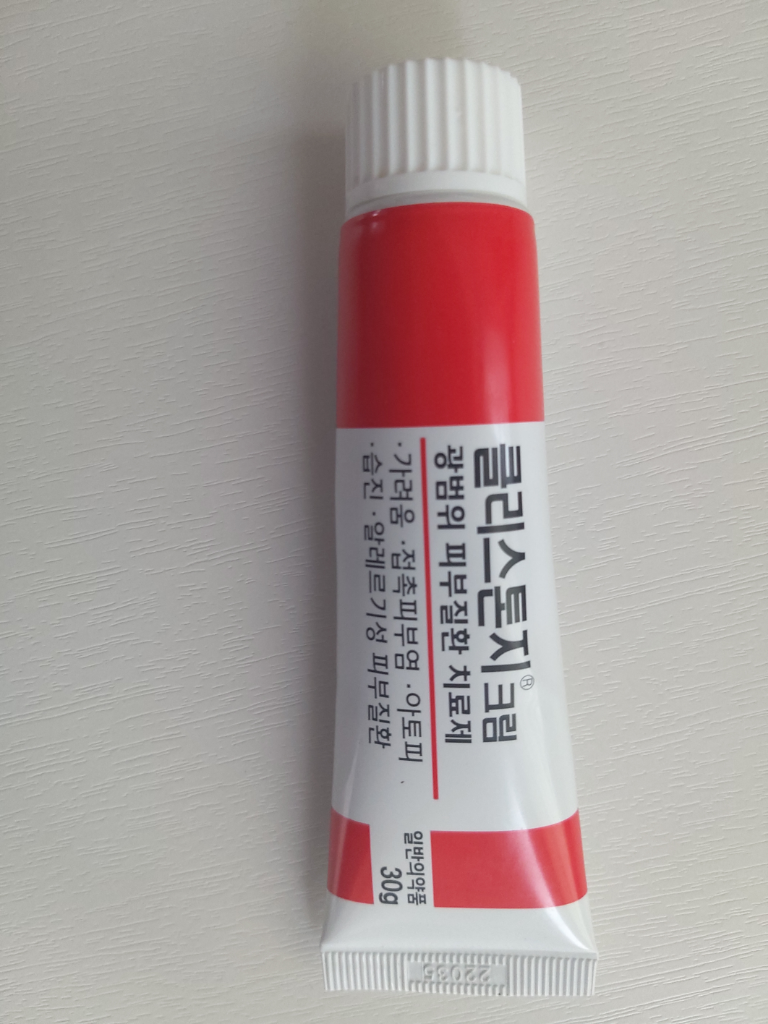 클리스톤지® 크림
광범위 피부질환 치료제
· 가려움 · 접촉피부염 · 아토피
· 습진 · 알레르기성 피부질환
일반의약품
30g
22035